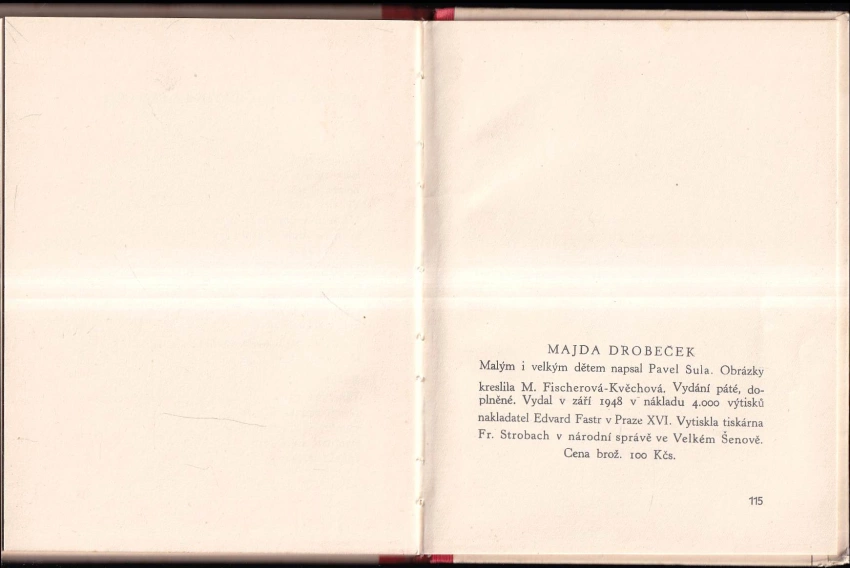 MAJDA DROBEČEK
Malým i velkým dětem napsal Pavel Sula. Obrázky
kreslila M. Fischerová-Kvěchová. Vydání páté, do-
plněné. Vydal v září 1948 v nákladu 4.000 výtisků
nakladatel Edvard Fastr v Praze XVI. Vytiskla tiskárna
Fr. Strobach v národní správě ve Velkém Šenově.
Cena brož. 100 Kčs.
115